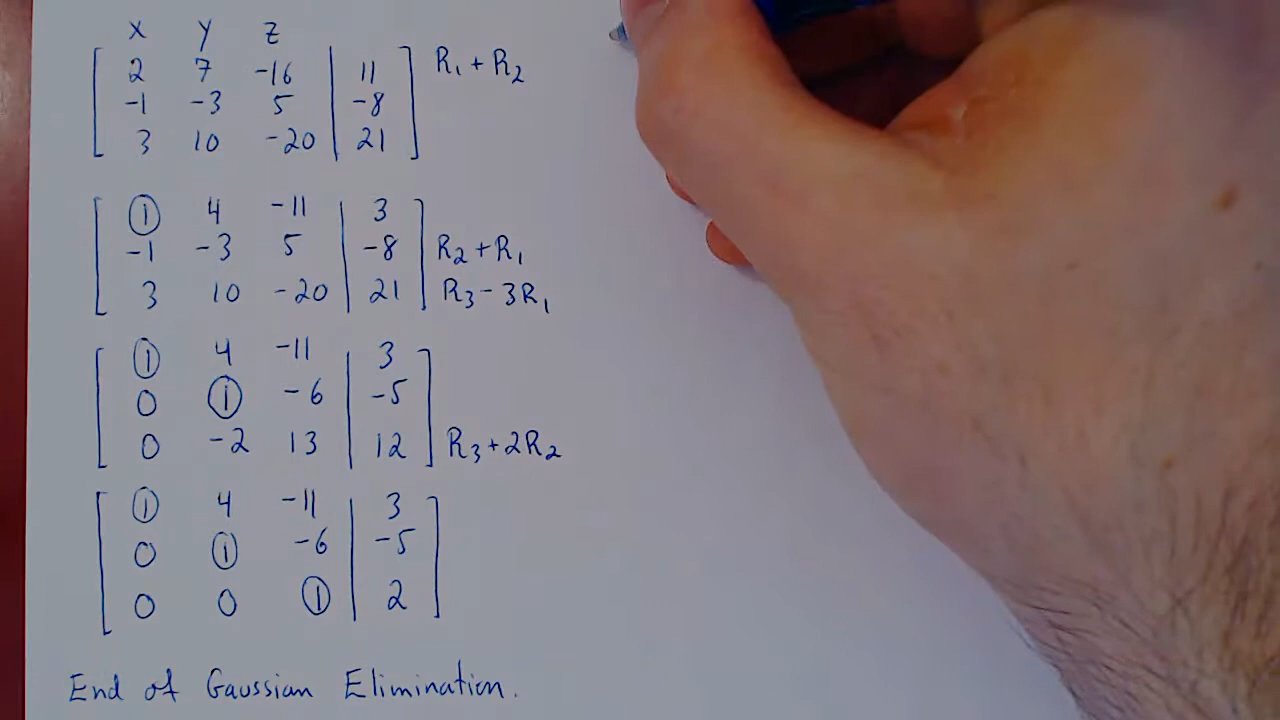 x y z
2 7 -16 | 11 R₁ + R₂
-1 -3 5 | -8
3 10 -20 | 21
① 4 -11 | 3
-1 -3 5 | -8 R₂ + R₁
3 10 -20 | 21 R₃ - 3R₁
① 4 -11 | 3
0 ① -6 | -5
0 -2 13 | 12 R₃ + 2R₂
① 4 -11 | 3
0 ① -6 | -5
0 0 ① | 2
End of Gaussian Elimination.